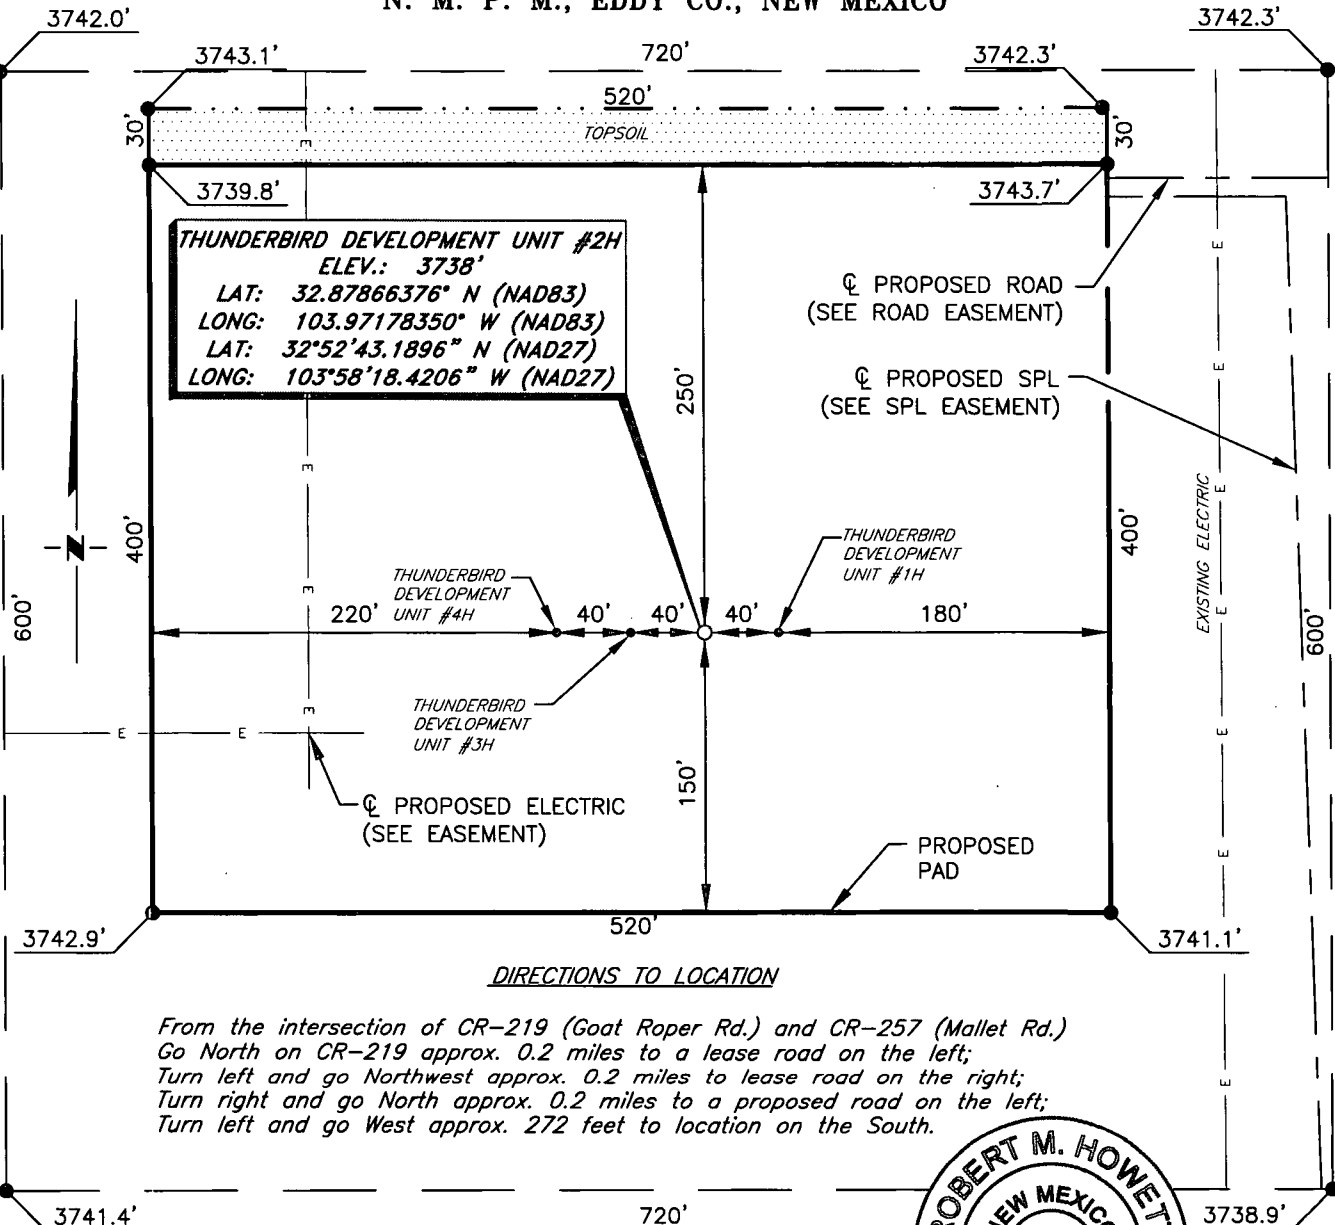 N. M. P. M., EDDY CO., NEW MEXICO
3742.0'
3742.3'
3743.1'
720'
3742.3'
520'
30'
TOPSOIL
30'
E
3739.8'
3743.7'
THUNDERBIRD DEVELOPMENT UNIT #2H
ELEV.: 3738'
LAT: 32.87866376° N (NAD83)
LONG: 103.97178350° W (NAD83)
LAT: 32°52'43.1896" N (NAD27)
LONG: 103°58'18.4206" W (NAD27)
E
℄ PROPOSED ROAD
(SEE ROAD EASEMENT)
℄ PROPOSED SPL
(SEE SPL EASEMENT)
250'
E
E
E
EXISTING ELECTRIC
N
400'
400'
600'
600'
THUNDERBIRD
DEVELOPMENT
UNIT #1H
THUNDERBIRD
DEVELOPMENT
UNIT #4H
E
E
E
220'
40'
40'
40'
180'
THUNDERBIRD
DEVELOPMENT
UNIT #3H
E
E
E
E
150'
℄ PROPOSED ELECTRIC
(SEE EASEMENT)
PROPOSED
PAD
E
520'
3742.9'
3741.1'
DIRECTIONS TO LOCATION
From the intersection of CR-219 (Goat Roper Rd.) and CR-257 (Mallet Rd.)
Go North on CR-219 approx. 0.2 miles to a lease road on the left;
Turn left and go Northwest approx. 0.2 miles to lease road on the right;
Turn right and go North approx. 0.2 miles to a proposed road on the left;
Turn left and go West approx. 272 feet to location on the South.
E
ROBERT M. HOWETT
NEW MEXICO
3741.4'
720'
3738.9'